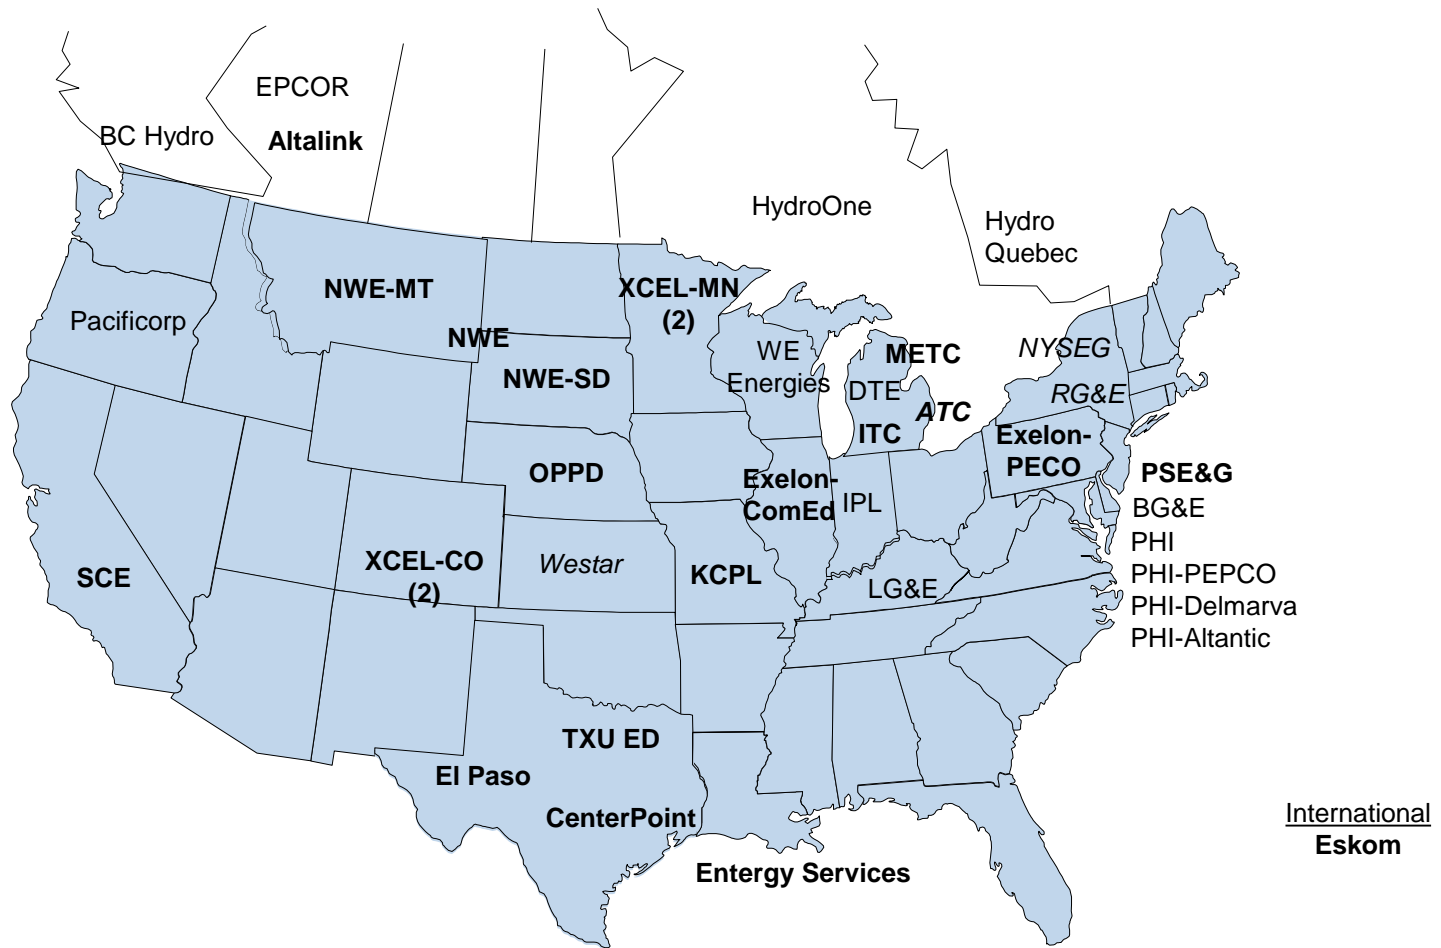 EPCOR
BC Hydro
Altalink
HydroOne
Hydro
Quebec
NWE-MT
XCEL-MN
(2)
Pacificorp
NWE
NWE-SD
WE
Energies
METC
DTE
ATC
ITC
NYSEG
RG&E
Exelon-
PECO
OPPD
Exelon-
ComEd
IPL
PSE&G
BG&E
PHI
PHI-PEPCO
PHI-Delmarva
PHI-Altantic
SCE
XCEL-CO
(2)
Westar
KCPL
LG&E
TXU ED
El Paso
CenterPoint
Entergy Services
International
Eskom